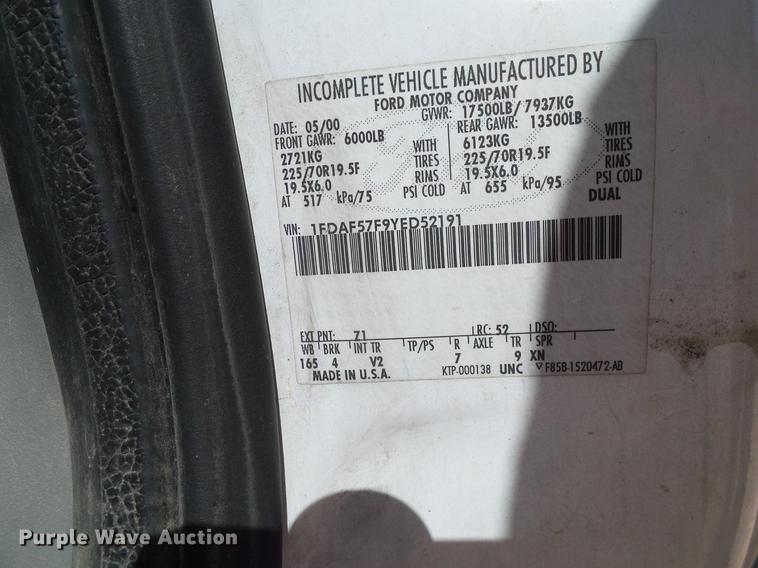 INCOMPLETE VEHICLE MANUFACTURED BY
FORD MOTOR COMPANY
DATE: 05/00 GVWR: 17500LB/ 7937KG
FRONT GAWR: 6000LB REAR GAWR: 13500LB
2721KG WITH 6123KG WITH
225/70R19.5F TIRES 225/70R19.5F TIRES
19.5X6.0 RIMS 19.5X6.0 RIMS
AT 517 kPa/75 PSI COLD AT 655 kPa/95 PSI COLD
DUAL
VIN: 1FDAF57F9YED52191
EXT PNT: Z1 RC: 52 DSO:
WB BRK INT TR TP/PS R AXLE TR SPR
165 4 V2 7 9 XN
MADE IN U.S.A. KTP-000138 UNC F85B-1520472-AB
Purple Wave Auction